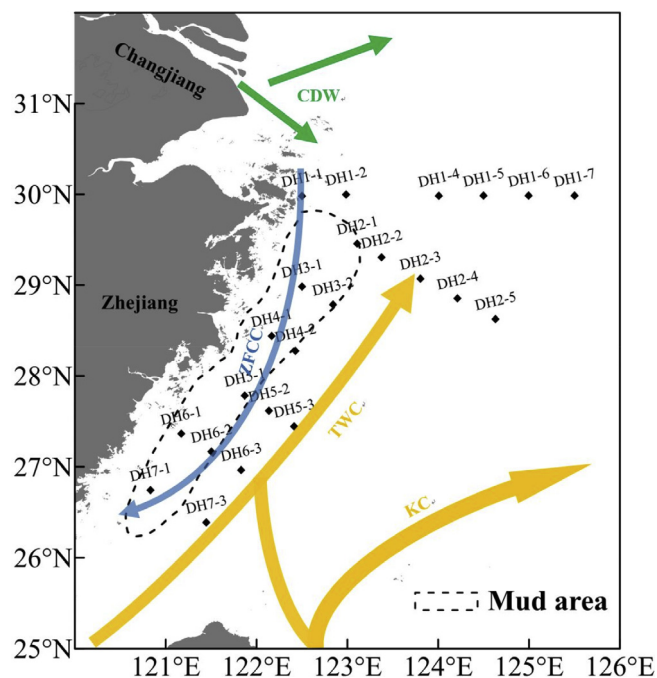 Changjiang
CDW
31°N
DH1-1
DH1-2
DH1-4
DH1-5
DH1-6
DH1-7
30°N
DH2-1
DH2-2
DH2-3
DH2-4
DH2-5
29°N
DH3-1
DH3-2
Zhejiang
DH4-1
DH4-2
ZFCC
28°N
DH5-1
DH5-2
DH5-3
TWC
DH6-1
DH6-2
DH6-3
27°N
DH7-1
DH7-3
KC
26°N
Mud area
25°N
121°E 122°E 123°E 124°E 125°E 126°E